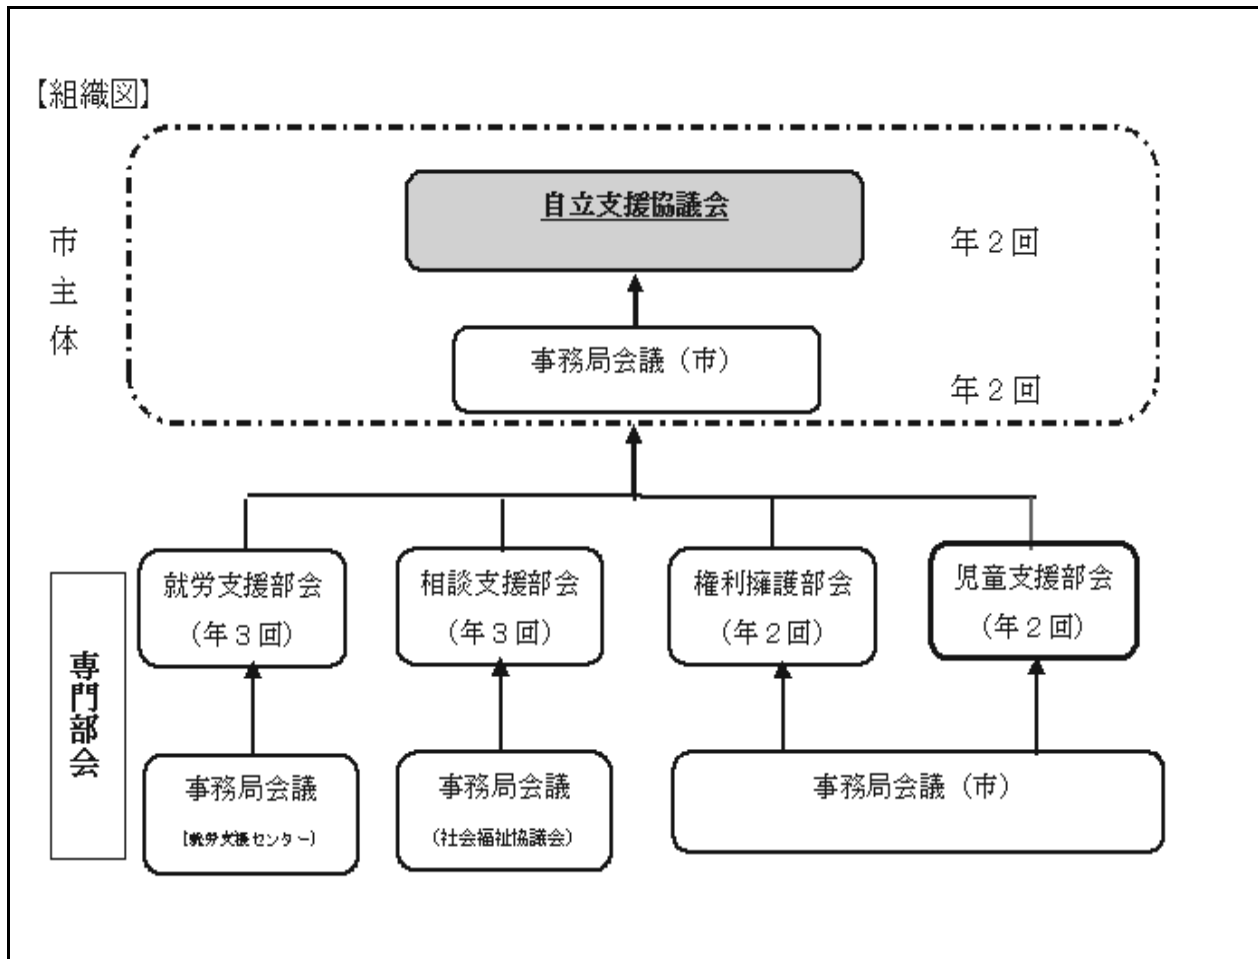 【組織図】
市主体
自立支援協議会
年２回
事務局会議（市）
年２回
専門部会
就労支援部会
（年３回）
相談支援部会
（年３回）
権利擁護部会
（年２回）
児童支援部会
（年２回）
事務局会議
（就労支援センター）
事務局会議
（社会福祉協議会）
事務局会議（市）